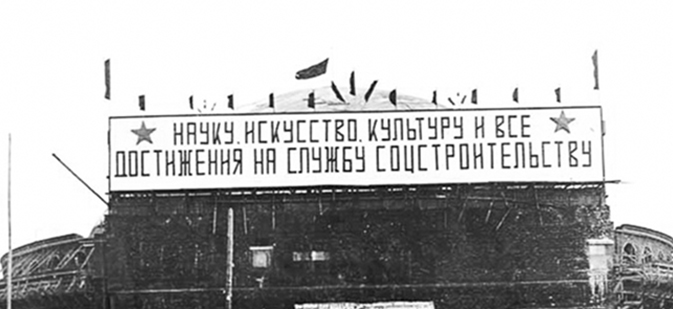 НАУКУ, ИСКУССТВО, КУЛЬТУРУ И ВСЕ
ДОСТИЖЕНИЯ НА СЛУЖБУ СОЦСТРОИТЕЛЬСТВУ